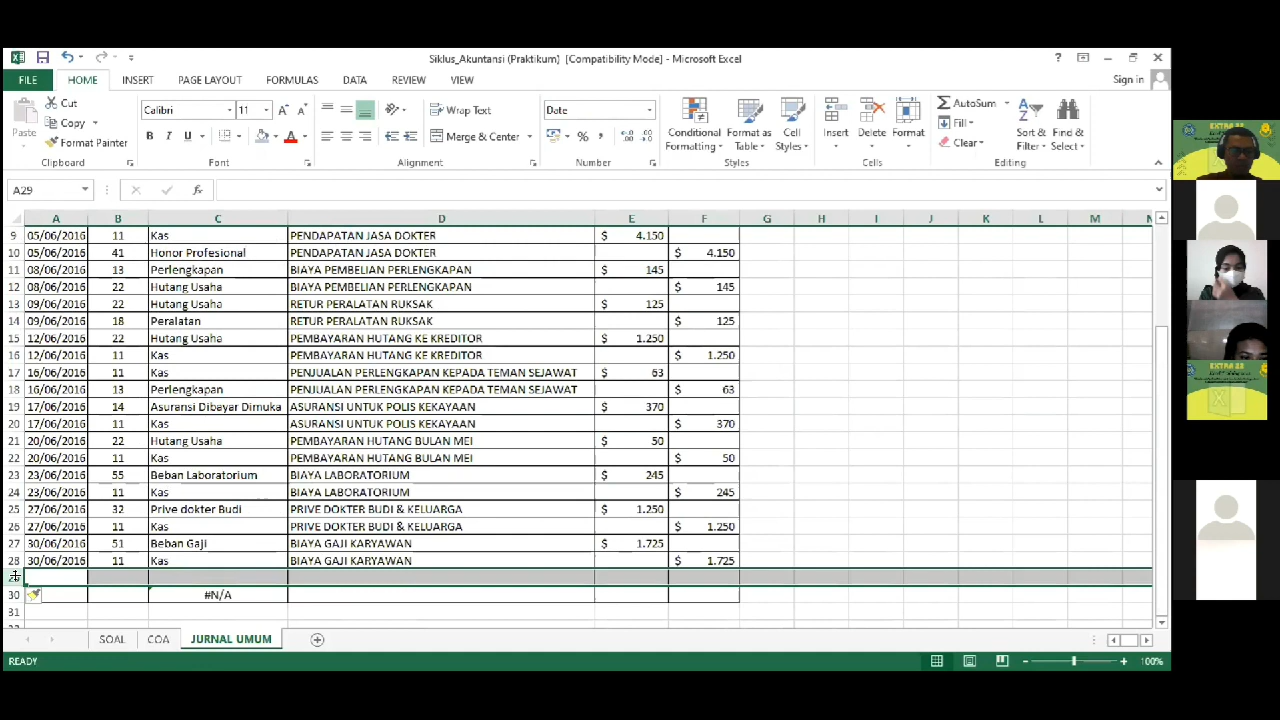 Siklus_Akuntansi (Praktikum) [Compatibility Mode] - Microsoft Excel
FILE HOME INSERT PAGE LAYOUT FORMULAS DATA REVIEW VIEW Sign in
Cut
Copy
Format Painter
Paste
Clipboard
Calibri 11
Font
Wrap Text
Merge & Center
Alignment
Date
Number
Conditional Formatting
Format as Table
Cell Styles
Styles
Insert
Delete
Format
Cells
AutoSum
Fill
Clear
Sort & Filter
Find & Select
Editing
A29
A B C D E F G H I J K L M N
9 05/06/2016 11 Kas PENDAPATAN JASA DOKTER $ 4.150
10 05/06/2016 41 Honor Profesional PENDAPATAN JASA DOKTER $ 4.150
11 08/06/2016 13 Perlengkapan BIAYA PEMBELIAN PERLENGKAPAN $ 145
12 08/06/2016 22 Hutang Usaha BIAYA PEMBELIAN PERLENGKAPAN $ 145
13 09/06/2016 22 Hutang Usaha RETUR PERALATAN RUKSAK $ 125
14 09/06/2016 18 Peralatan RETUR PERALATAN RUKSAK $ 125
15 12/06/2016 22 Hutang Usaha PEMBAYARAN HUTANG KE KREDITOR $ 1.250
16 12/06/2016 11 Kas PEMBAYARAN HUTANG KE KREDITOR $ 1.250
17 16/06/2016 11 Kas PENJUALAN PERLENGKAPAN KEPADA TEMAN SEJAWAT $ 63
18 16/06/2016 13 Perlengkapan PENJUALAN PERLENGKAPAN KEPADA TEMAN SEJAWAT $ 63
19 17/06/2016 14 Asuransi Dibayar Dimuka ASURANSI UNTUK POLIS KEKAYAAN $ 370
20 17/06/2016 11 Kas ASURANSI UNTUK POLIS KEKAYAAN $ 370
21 20/06/2016 22 Hutang Usaha PEMBAYARAN HUTANG BULAN MEI $ 50
22 20/06/2016 11 Kas PEMBAYARAN HUTANG BULAN MEI $ 50
23 23/06/2016 55 Beban Laboratorium BIAYA LABORATORIUM $ 245
24 23/06/2016 11 Kas BIAYA LABORATORIUM $ 245
25 27/06/2016 32 Prive dokter Budi PRIVE DOKTER BUDI & KELUARGA $ 1.250
26 27/06/2016 11 Kas PRIVE DOKTER BUDI & KELUARGA $ 1.250
27 30/06/2016 51 Beban Gaji BIAYA GAJI KARYAWAN $ 1.725
28 30/06/2016 11 Kas BIAYA GAJI KARYAWAN $ 1.725
30 #N/A
31
SOAL COA JURNAL UMUM
READY 100%